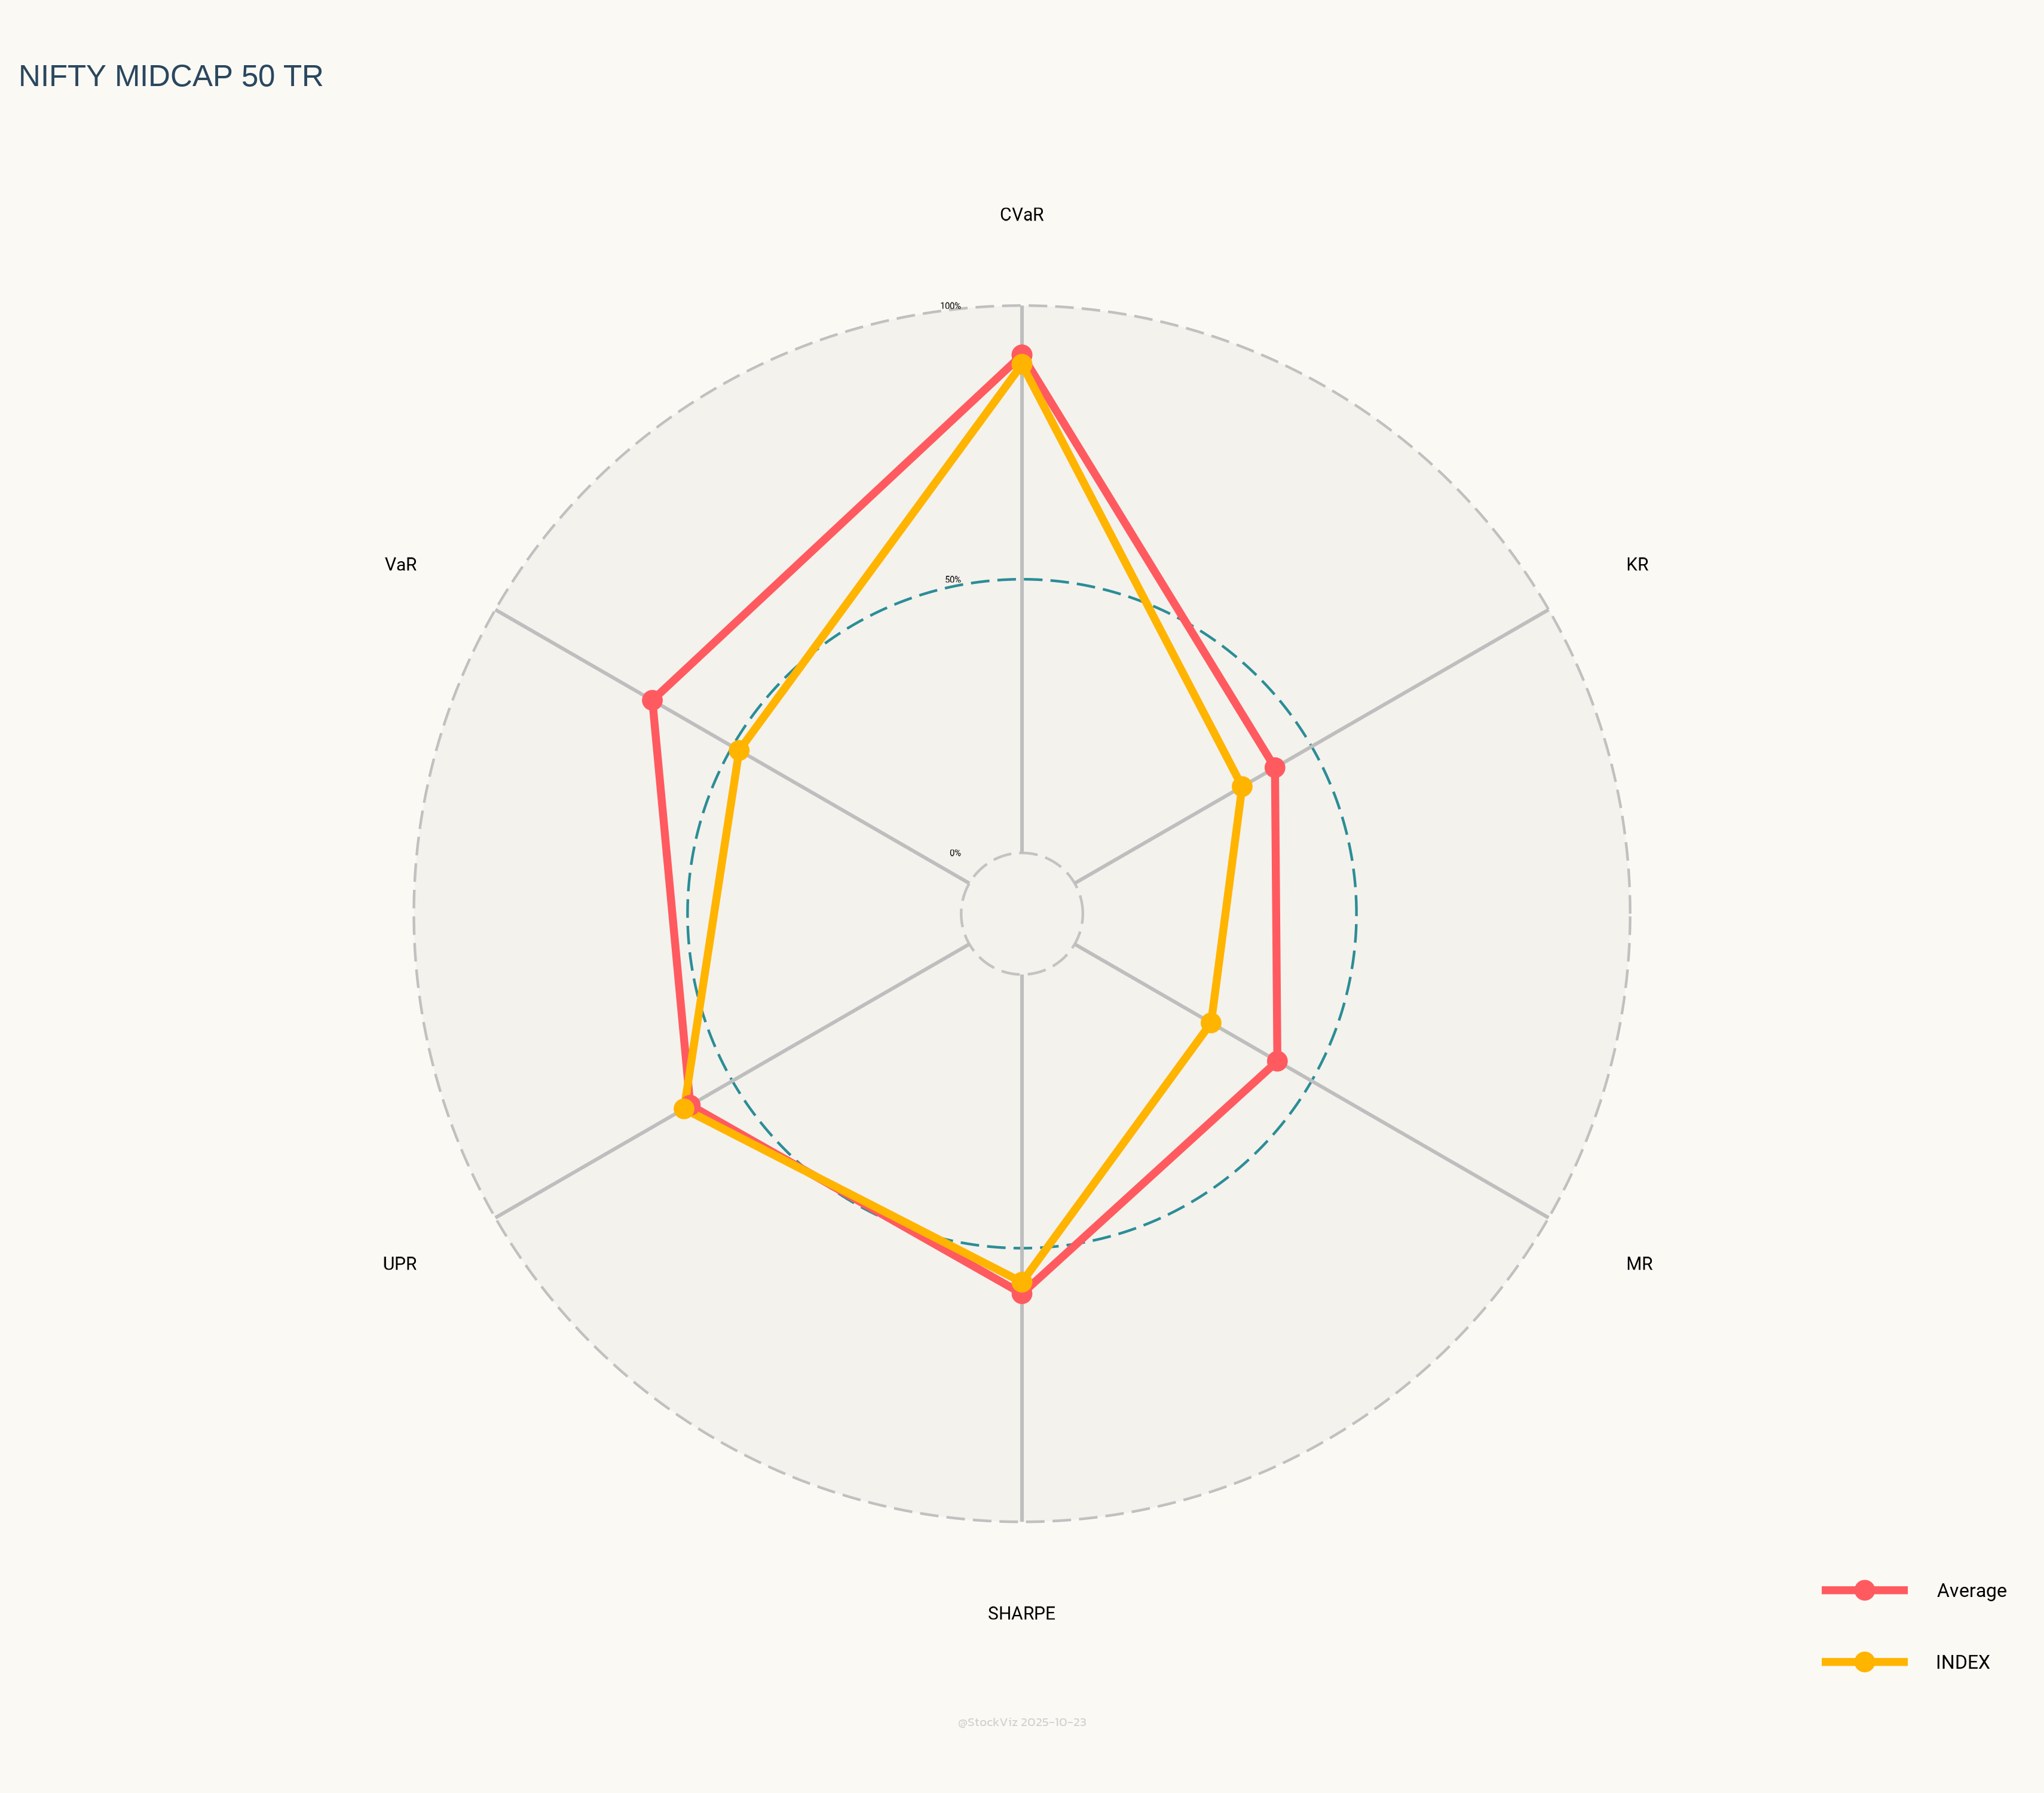 NIFTY MIDCAP 50 TR
CVaR
100%
VaR
KR
50%
0%
UPR
MR
SHARPE
Average
INDEX
@StockViz 2025-10-23